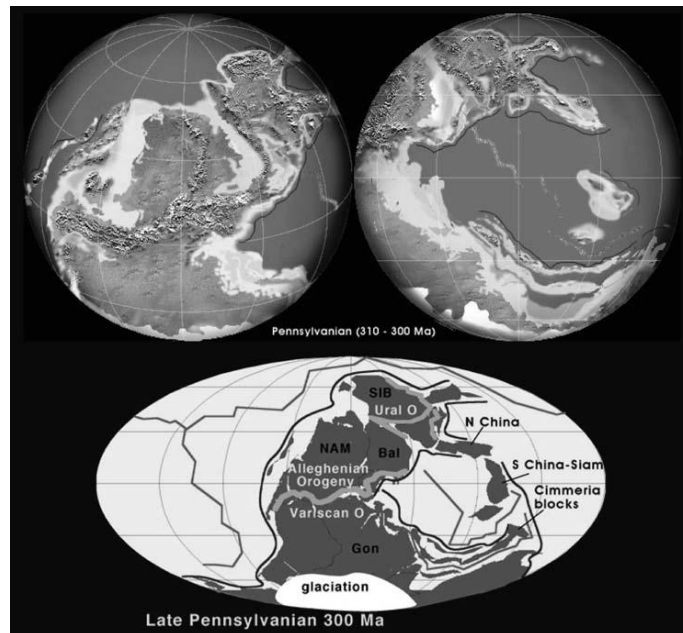 Pennsylvanian (310 - 300 Ma)
SIB
Ural O
N China
NAM
Bal
S China-Siam
Alleghenian
Orogeny
Cimmeria
blocks
Variscan O
Gon
glaciation
Late Pennsylvanian 300 Ma